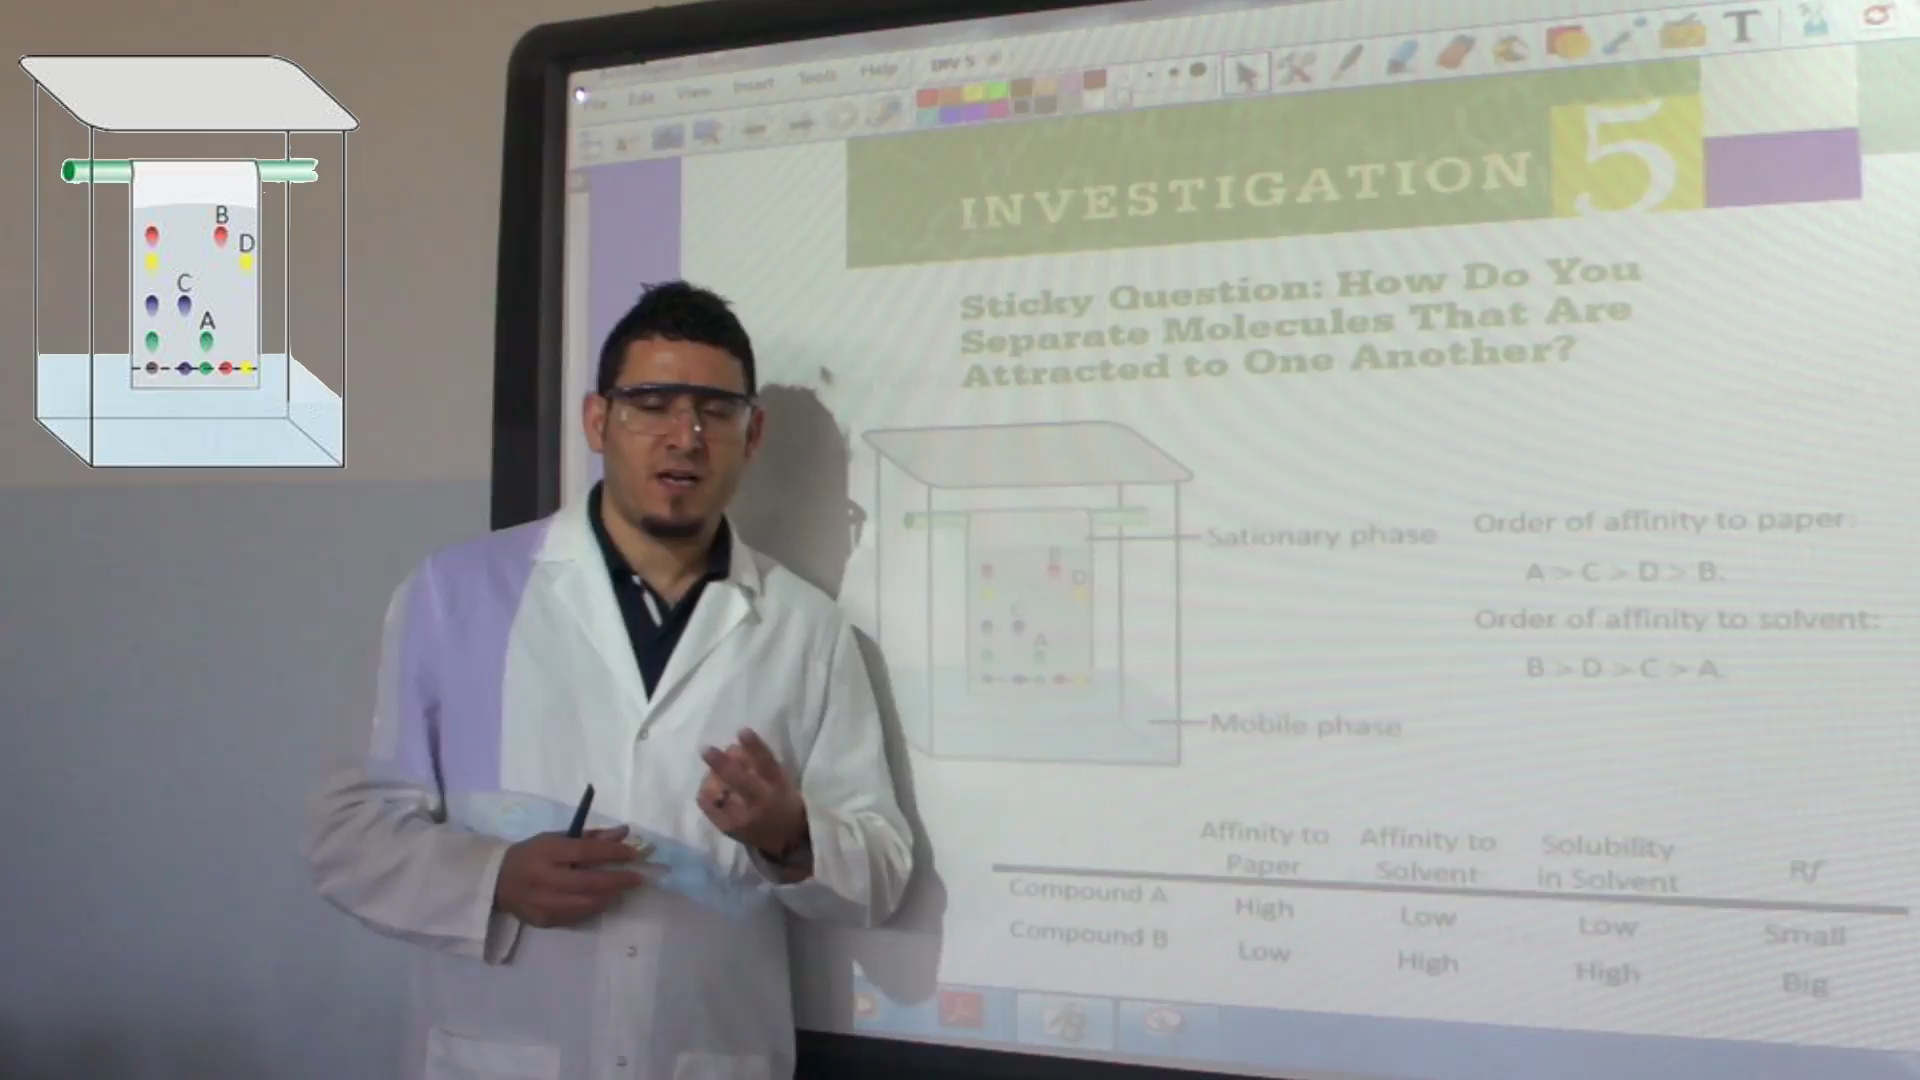 B
D
C
A
File Edit View Insert Tools Help DIV 5
T
INVESTIGATION 5
Sticky Question: How Do You
Separate Molecules That Are
Attracted to One Another?
B
D
C
A
Sationary phase
Mobile phase
Order of affinity to paper:
A > C > D > B.
Order of affinity to solvent:
B > D > C > A.
Affinity to Paper Affinity to Solvent Solubility in Solvent Rf
Compound A High Low Low Small
Compound B Low High High Big